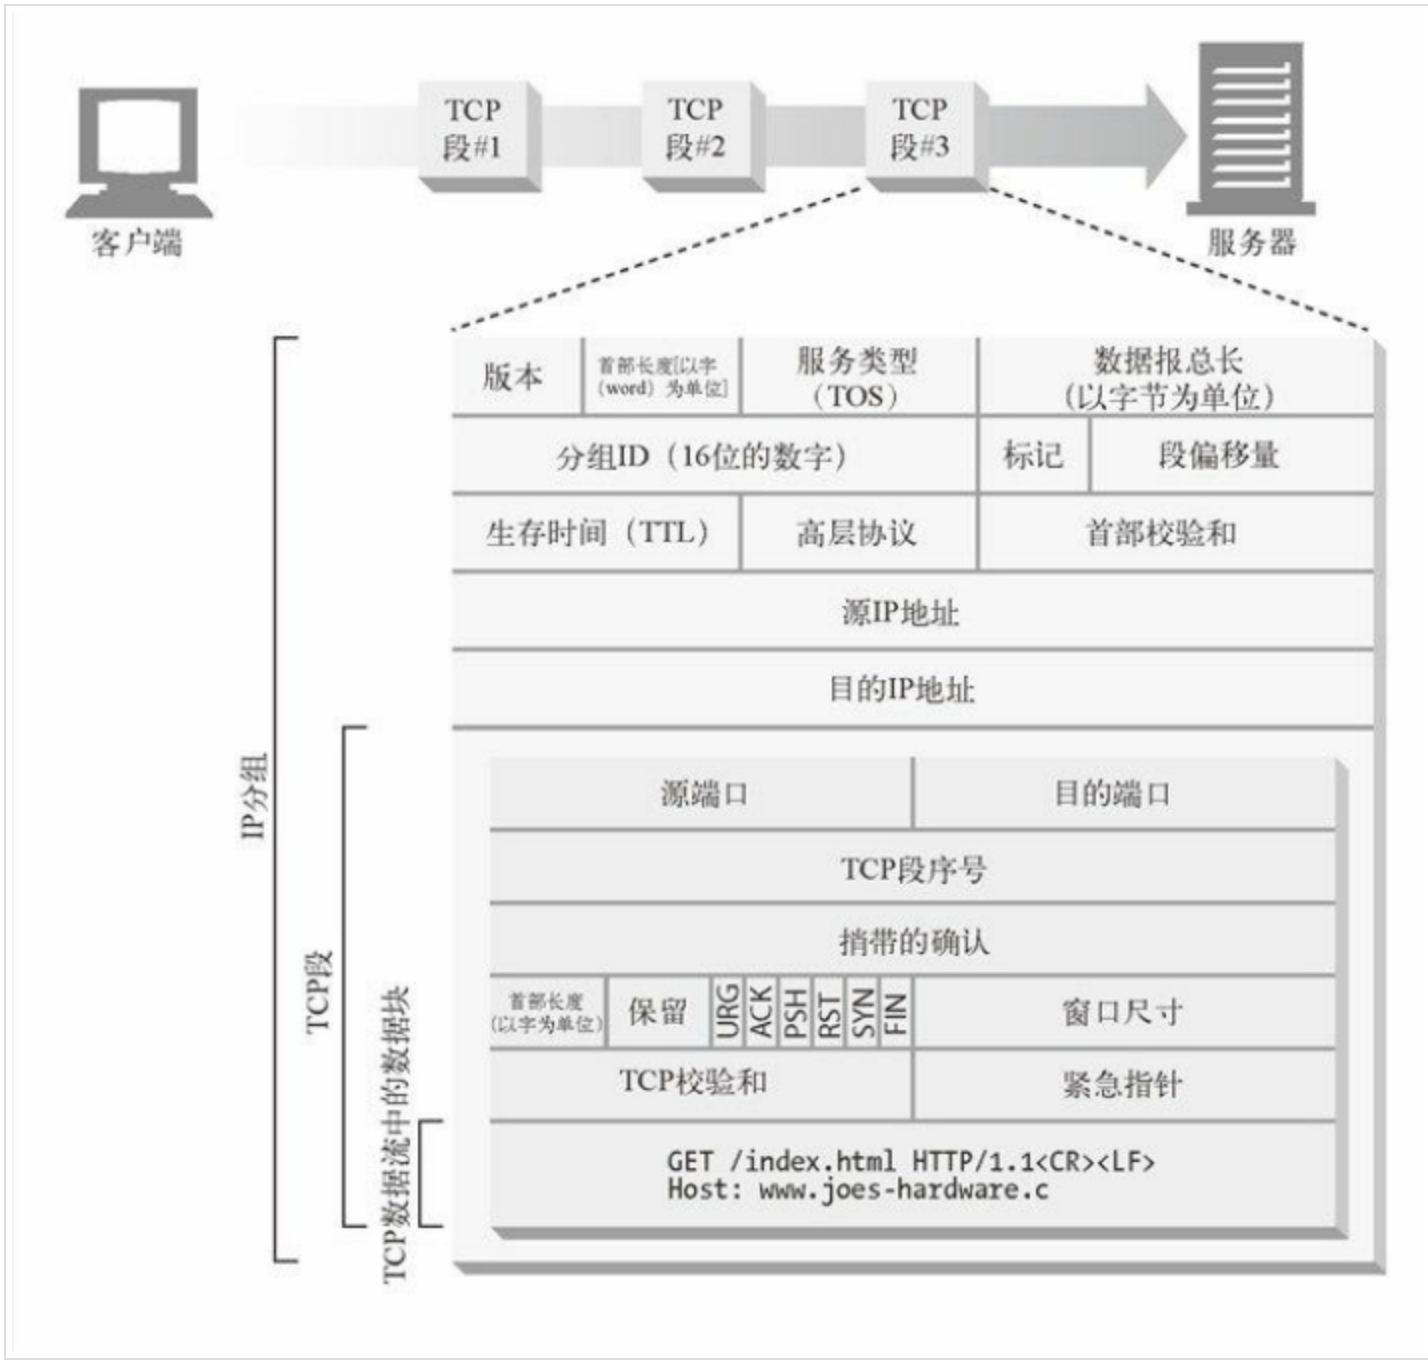 TCP
段#1
TCP
段#2
TCP
段#3
客户端
服务器
版本
首部长度[以字
（word）为单位]
服务类型
（TOS）
数据报总长
（以字节为单位）
分组ID（16位的数字）
标记
段偏移量
生存时间（TTL）
高层协议
首部校验和
源IP地址
目的IP地址
IP分组
TCP段
TCP数据流中的数据块
源端口
目的端口
TCP段序号
捎带的确认
首部长度
（以字为单位）
保留
URG
ACK
PSH
RST
SYN
FIN
窗口尺寸
TCP校验和
紧急指针
GET /index.html HTTP/1.1<CR><LF>
Host: www.joes-hardware.c